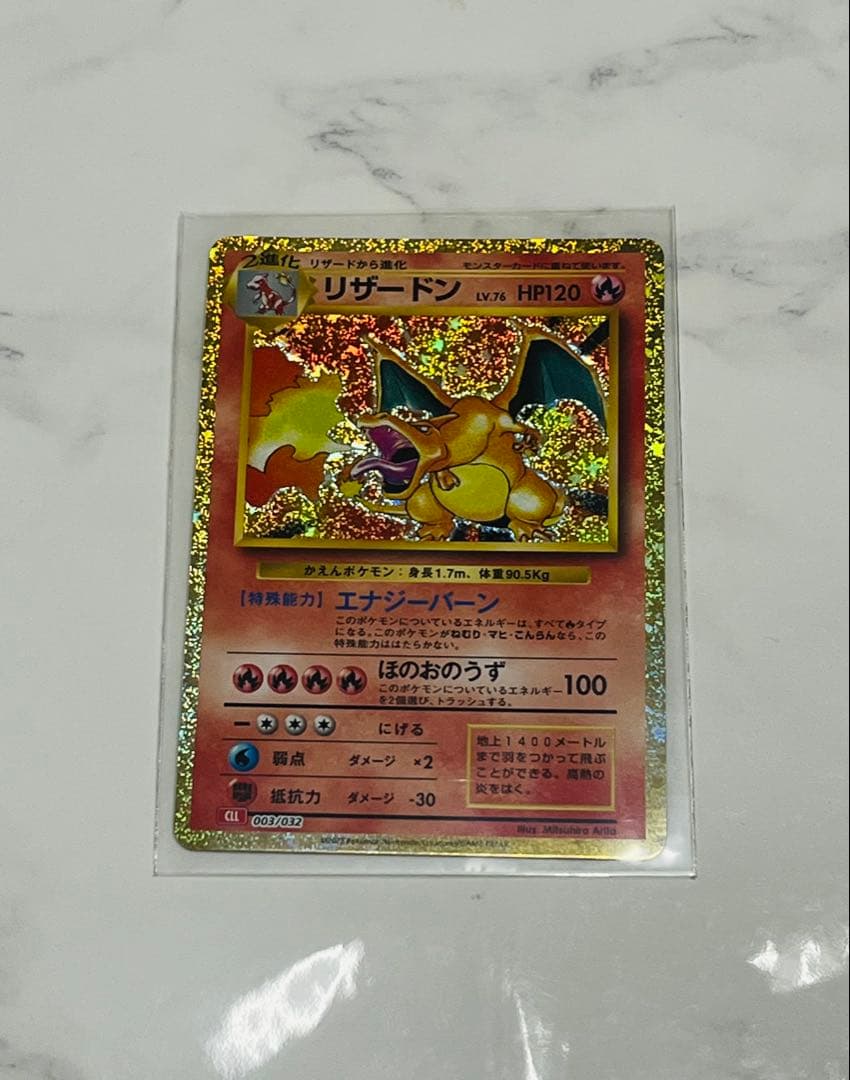 2進化 リザードから進化 モンスターカードに重ねて使います。
リザードン LV.76 HP120
かえんポケモン：身長1.7m、体重90.5Kg
【特殊能力】 エナジーバーン
このポケモンについているエネルギーは、すべてタイプ
になる。このポケモンがねむり・マヒ・こんらんなら、この
特殊能力ははたらかない。
ほのおのうず 100
このポケモンについているエネルギー
を2個選び、トラッシュする。
にげる
弱点 ダメージ ×2
抵抗力 ダメージ -30
地上1400メートル
まで羽をつかって飛ぶ
ことができる。高熱の
炎をはく。
CLL 003/032
Illus. Mitsuhiro Arita